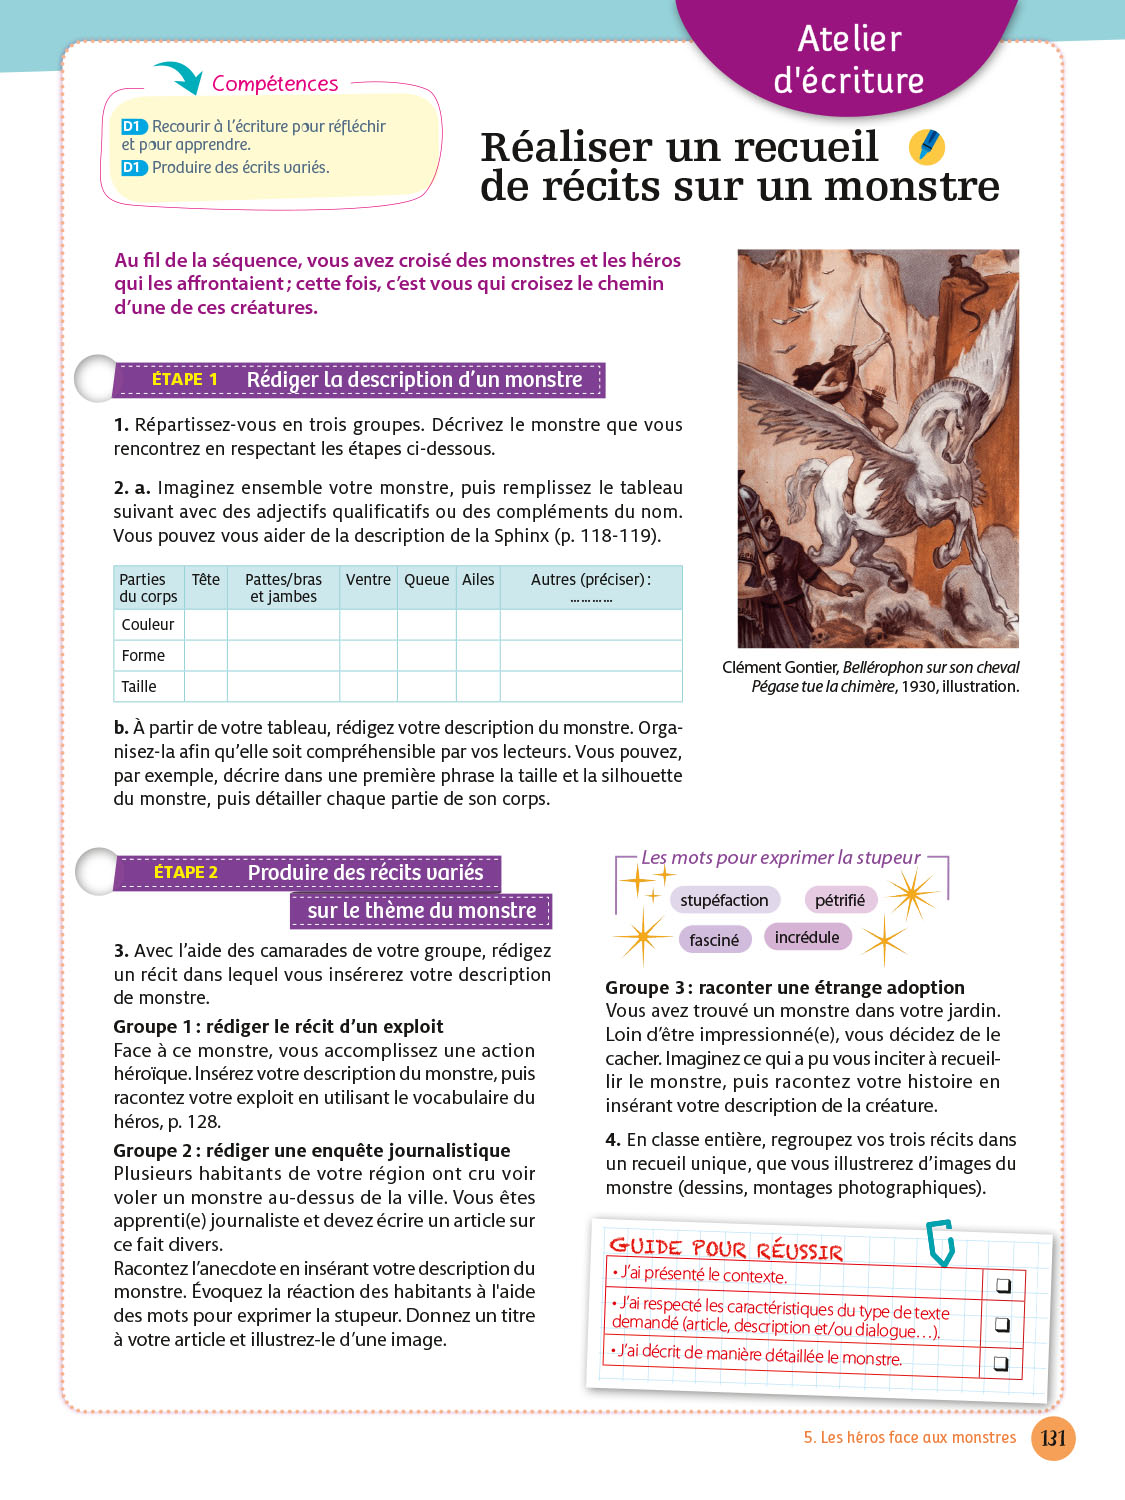 Atelier
d'écriture
Compétences
D1 Recourir à l'écriture pour réfléchir
et pour apprendre.
D1 Produire des écrits variés.
Réaliser un recueil
de récits sur un monstre
Au fil de la séquence, vous avez croisé des monstres et les héros
qui les affrontaient ; cette fois, c'est vous qui croisez le chemin
d'une de ces créatures.
ÉTAPE 1 Rédiger la description d'un monstre
1. Répartissez-vous en trois groupes. Décrivez le monstre que vous
rencontrez en respectant les étapes ci-dessous.
2. a. Imaginez ensemble votre monstre, puis remplissez le tableau
suivant avec des adjectifs qualificatifs ou des compléments du nom.
Vous pouvez vous aider de la description de la Sphinx (p. 118-119).
Parties Tête Pattes/bras Ventre Queue Ailes Autres (préciser) :
du corps et jambes ...........
Couleur
Forme
Taille
Clément Gontier, Bellérophon sur son cheval
Pégase tue la chimère, 1930, illustration.
b. À partir de votre tableau, rédigez votre description du monstre. Orga-
nisez-la afin qu'elle soit compréhensible par vos lecteurs. Vous pouvez,
par exemple, décrire dans une première phrase la taille et la silhouette
du monstre, puis détailler chaque partie de son corps.
ÉTAPE 2 Produire des récits variés
sur le thème du monstre
3. Avec l'aide des camarades de votre groupe, rédigez
un récit dans lequel vous insérerez votre description
de monstre.
Groupe 1 : rédiger le récit d'un exploit
Face à ce monstre, vous accomplissez une action
héroïque. Insérez votre description du monstre, puis
racontez votre exploit en utilisant le vocabulaire du
héros, p. 128.
Groupe 2 : rédiger une enquête journalistique
Plusieurs habitants de votre région ont cru voir
voler un monstre au-dessus de la ville. Vous êtes
apprenti(e) journaliste et devez écrire un article sur
ce fait divers.
Racontez l'anecdote en insérant votre description du
monstre. Évoquez la réaction des habitants à l'aide
des mots pour exprimer la stupeur. Donnez un titre
à votre article et illustrez-le d'une image.
Les mots pour exprimer la stupeur
stupéfaction pétrifié
fasciné incrédule
Groupe 3 : raconter une étrange adoption
Vous avez trouvé un monstre dans votre jardin.
Loin d'être impressionné(e), vous décidez de le
cacher. Imaginez ce qui a pu vous inciter à recueil-
lir le monstre, puis racontez votre histoire en
insérant votre description de la créature.
4. En classe entière, regroupez vos trois récits dans
un recueil unique, que vous illustrerez d'images du
monstre (dessins, montages photographiques).
GUIDE POUR RÉUSSIR
• J'ai présenté le contexte.
• J'ai respecté les caractéristiques du type de texte
demandé (article, description et/ou dialogue…).
• J'ai décrit de manière détaillée le monstre.
5. Les héros face aux monstres 131